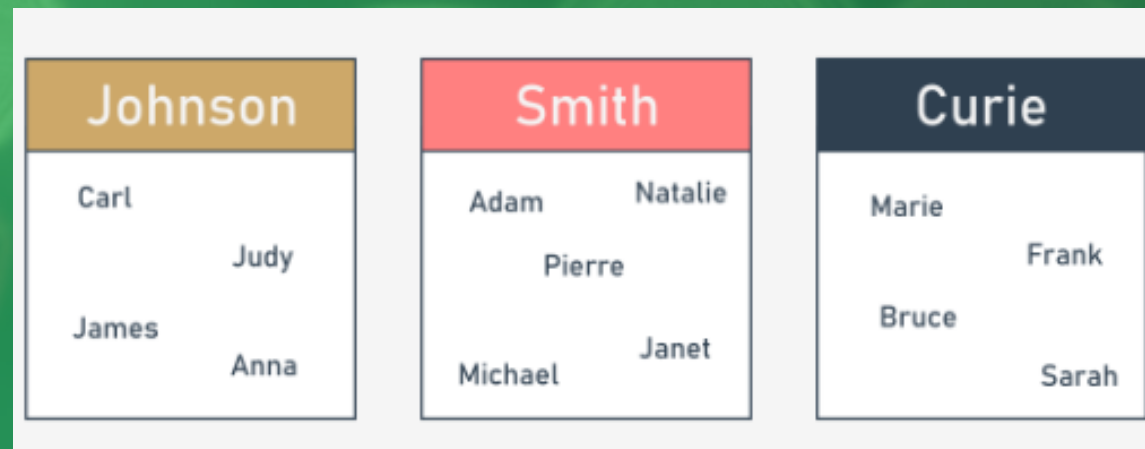 Johnson
Carl
Judy
James
Anna
Smith
Adam
Natalie
Pierre
Janet
Michael
Curie
Marie
Frank
Bruce
Sarah